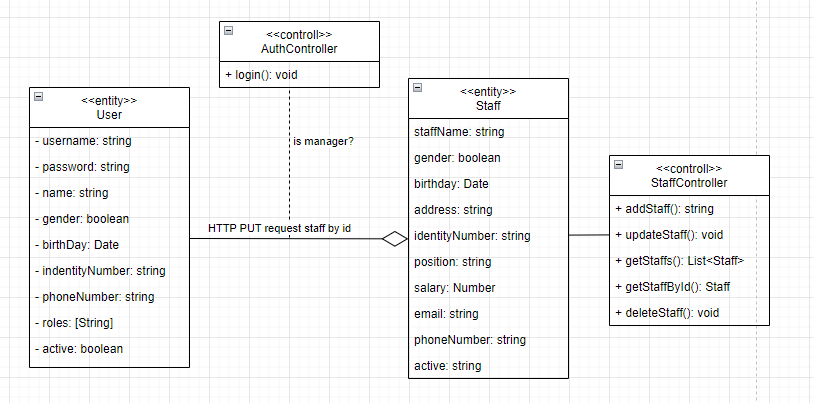 <<controll>>
AuthController
+ login(): void
is manager?
<<entity>>
User
- username: string
- password: string
- name: string
- gender: boolean
- birthDay: Date
- indentityNumber: string
- phoneNumber: string
- roles: [String]
- active: boolean
HTTP PUT request staff by id
<<entity>>
Staff
staffName: string
gender: boolean
birthday: Date
address: string
identityNumber: string
position: string
salary: Number
email: string
phoneNumber: string
active: string
<<controll>>
StaffController
+ addStaff(): string
+ updateStaff(): void
+ getStaffs(): List<Staff>
+ getStaffById(): Staff
+ deleteStaff(): void